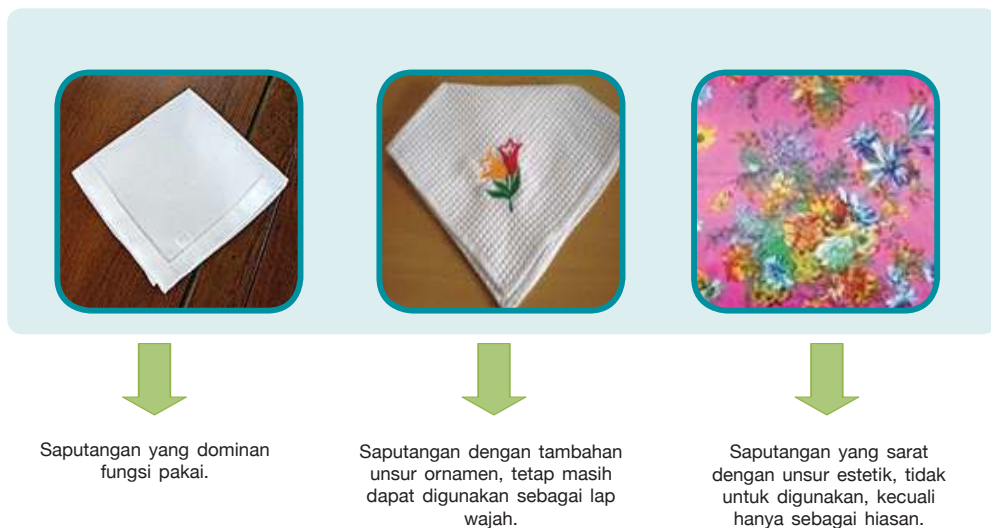 Saputangan yang dominan
fungsi pakai.
Saputangan dengan tambahan
unsur ornamen, tetap masih
dapat digunakan sebagai lap
wajah.
Saputangan yang sarat
dengan unsur estetik, tidak
untuk digunakan, kecuali
hanya sebagai hiasan.